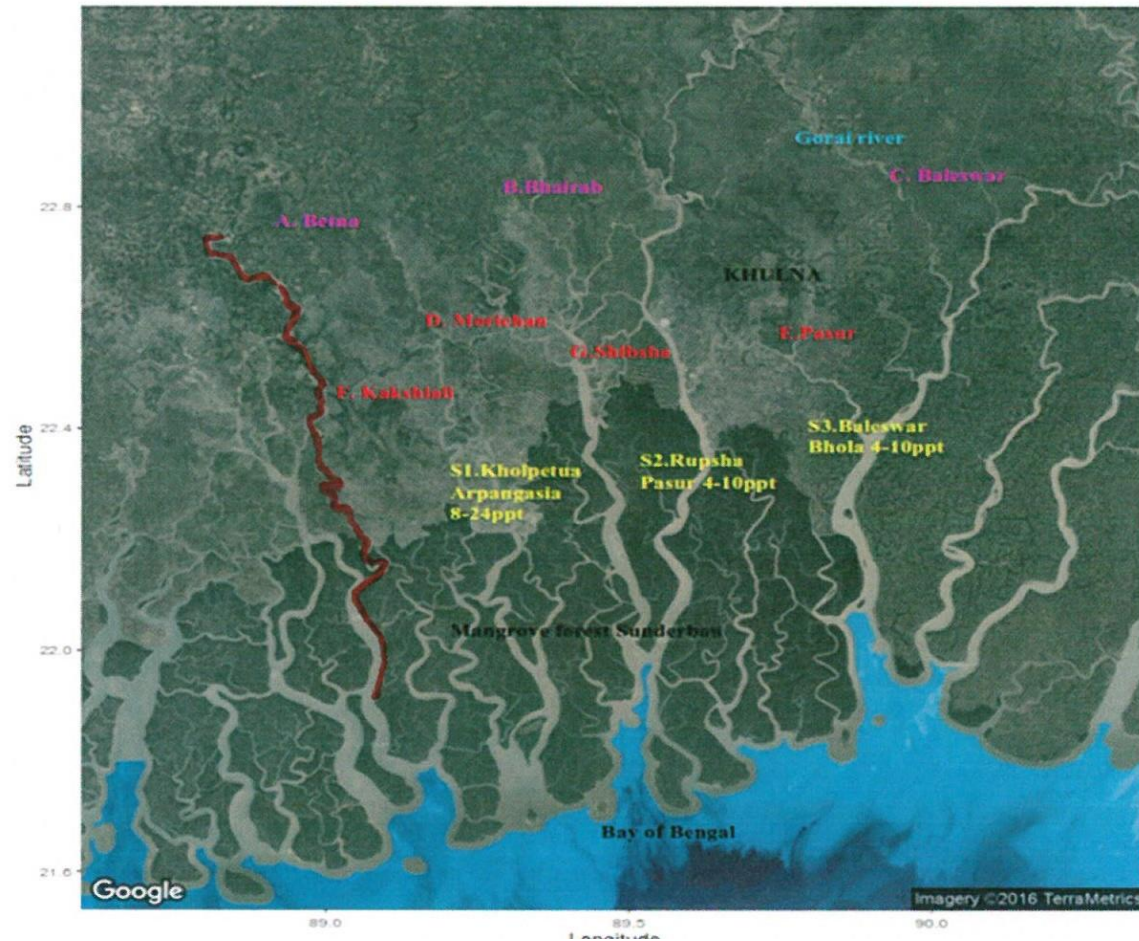 Gorai river
C. Baleswar
B.Bhairab
22.8
A. Betna
KHULNA
D. Morichan
E.Pasur
G.Shibsha
F. Kakshiali
22.4
Latitude
S3.Baleswar
Bhola 4-10ppt
S1.Kholpetua
Arpangasia
8-24ppt
S2.Rupsha
Pasur 4-10ppt
22.0
Mangrove forest Sunderban
Bay of Bengal
21.6
Google
Imagery ©2016 TerraMetrics
89.0
89.5
90.0
Longitude